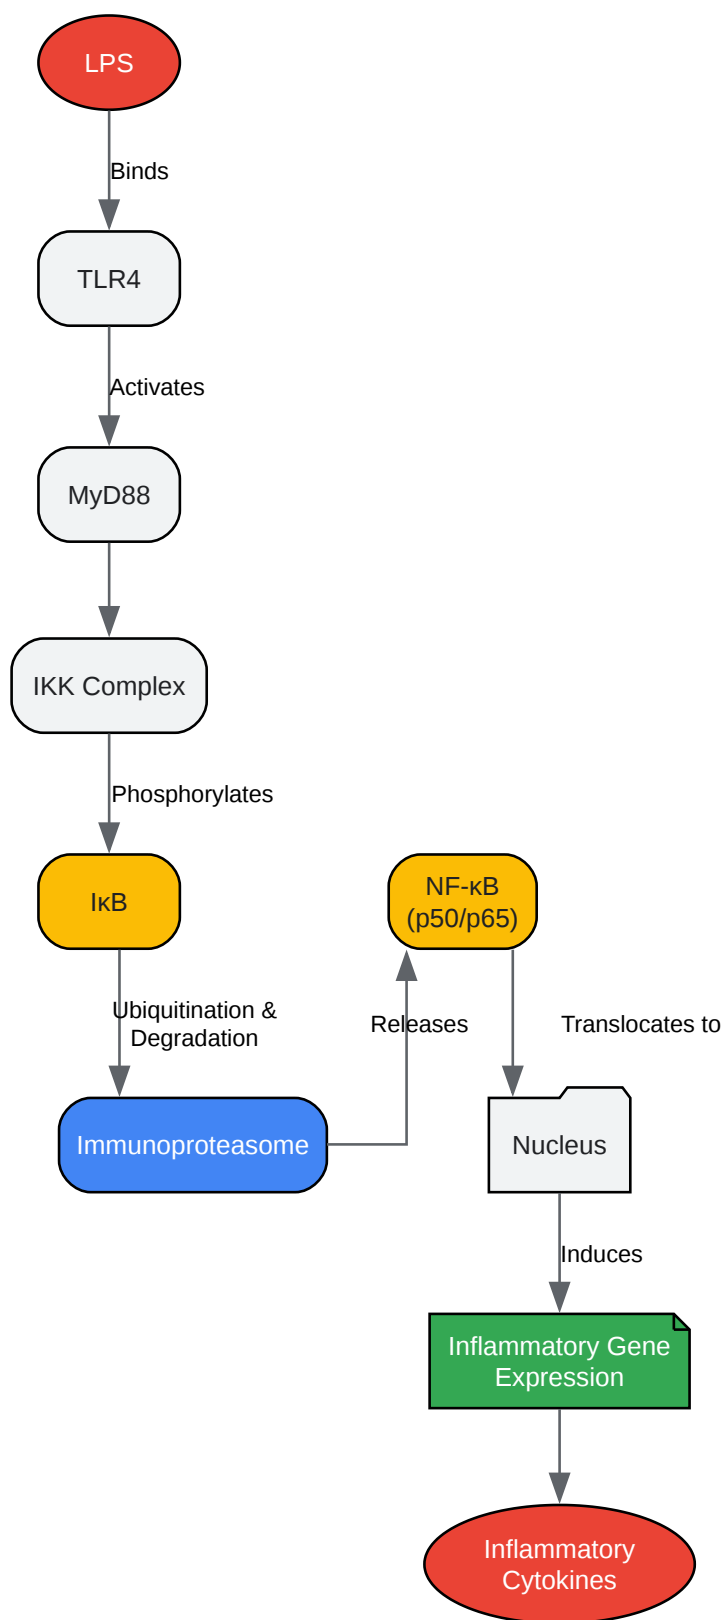 LPS
Binds
TLR4
Activates
MyD88
IKK Complex
Phosphorylates
IκB
NF-κB
(p50/p65)
Ubiquitination &
Degradation
Releases
Translocates to
Immunoproteasome
Nucleus
Induces
Inflammatory Gene
Expression
Inflammatory
Cytokines